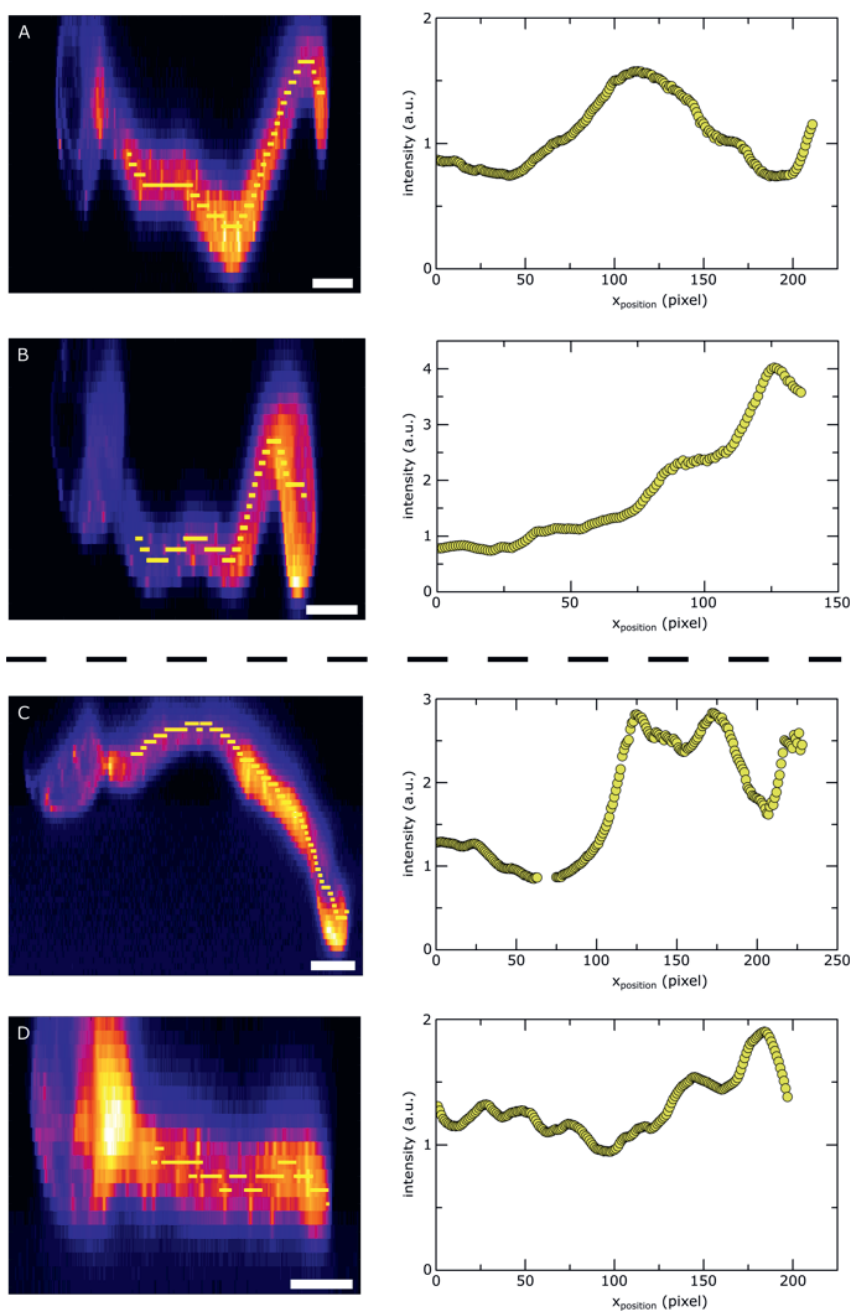 A
2
1
0
intensity (a.u.)
0 50 100 150 200
x_position (pixel)
B
4
3
2
1
0
intensity (a.u.)
0 50 100 150
x_position (pixel)
C
3
2
1
0
intensity (a.u.)
0 50 100 150 200 250
x_position (pixel)
D
2
1
0
intensity (a.u.)
0 50 100 150 200
x_position (pixel)